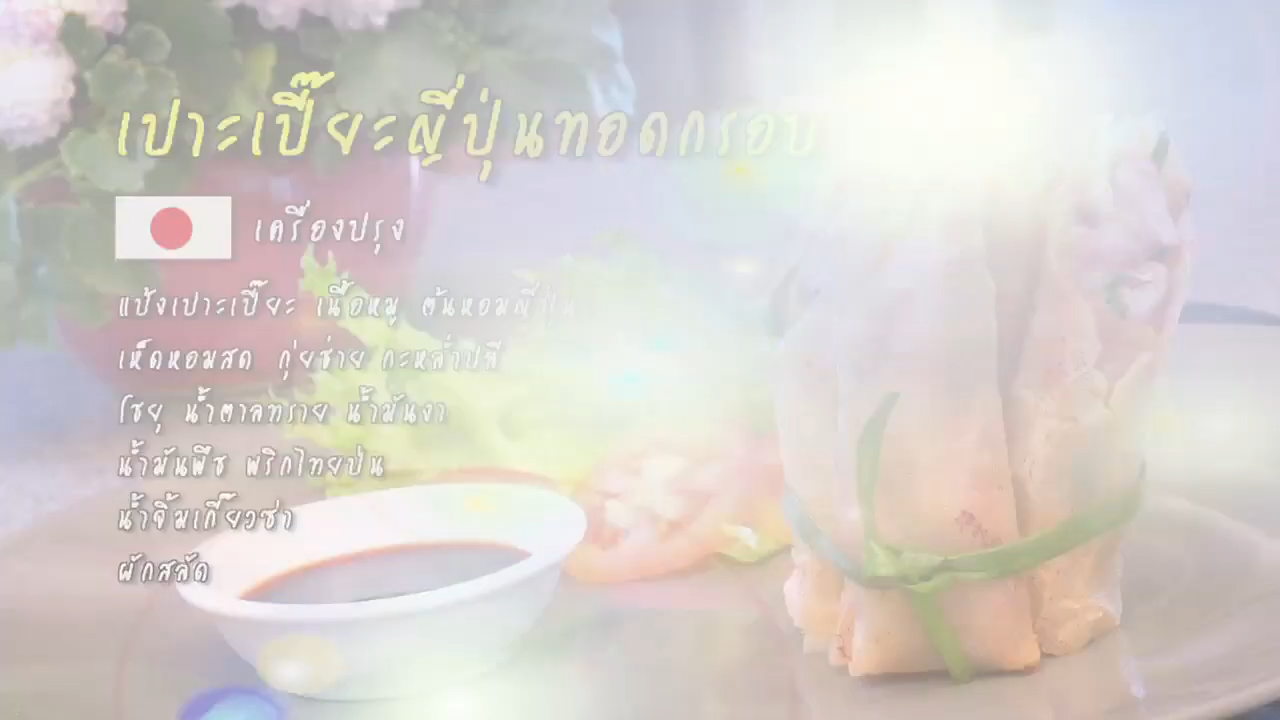 เปาะเปี๊ยะญี่ปุ่นทอดกรอบ
เครื่องปรุง
แป้งเปาะเปี๊ยะ เนื้อหมู ต้นหอมญี่ปุ่น
เห็ดหอมสด กุ่ยช่าย กะหล่ำปลี
โชยุ น้ำตาลทราย น้ำมันงา
น้ำมันพืช พริกไทยป่น
น้ำจิ้มเกี๊ยวซ่า
ผักสลัด